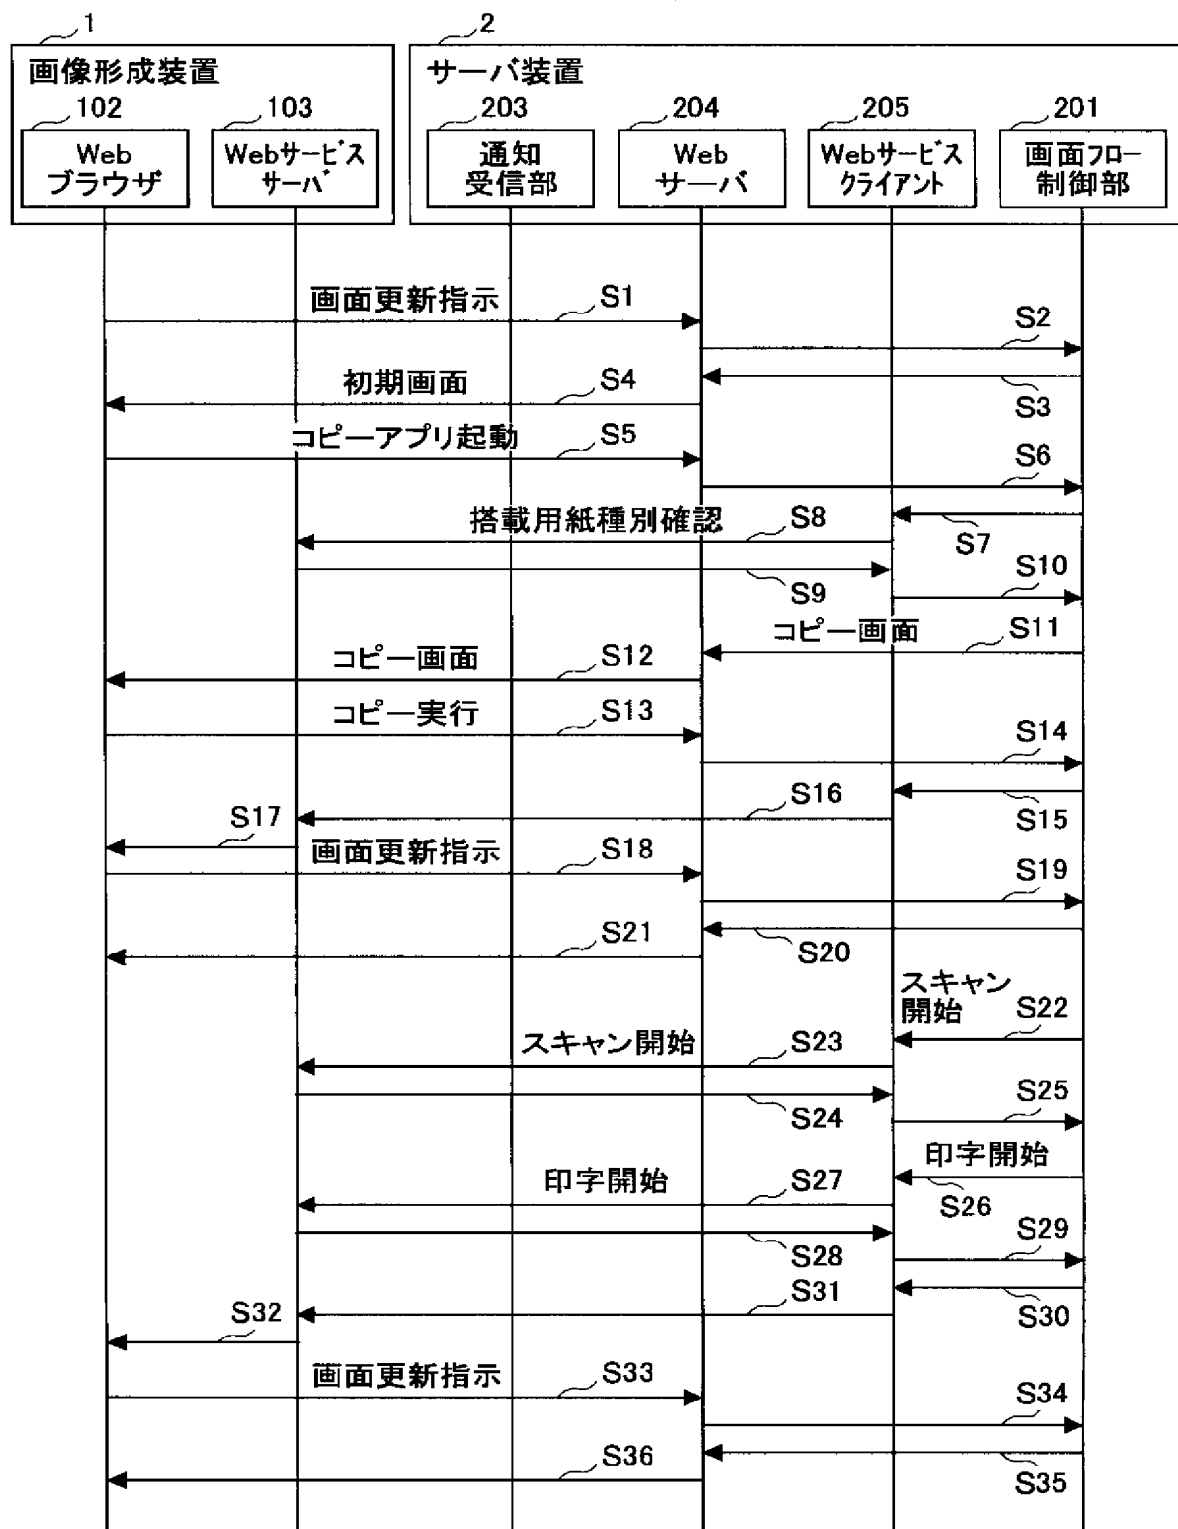 1
2
画像形成装置
サーバ装置
102
103
203
204
205
201
Web
ブラウザ
Webサービス
サーバ
通知
受信部
Web
サーバ
Webサービス
クライアント
画面フロー
制御部
画面更新指示
S1
S2
初期画面
S4
S3
コピーアプリ起動
S5
S6
搭載用紙種別確認
S8
S7
S9
S10
コピー画面
S11
コピー画面
S12
コピー実行
S13
S14
S16
S15
S17
画面更新指示
S18
S19
S21
S20
スキャン
開始
S22
スキャン開始
S23
S24
S25
印字開始
S26
印字開始
S27
S28
S29
S31
S30
S32
画面更新指示
S33
S34
S36
S35